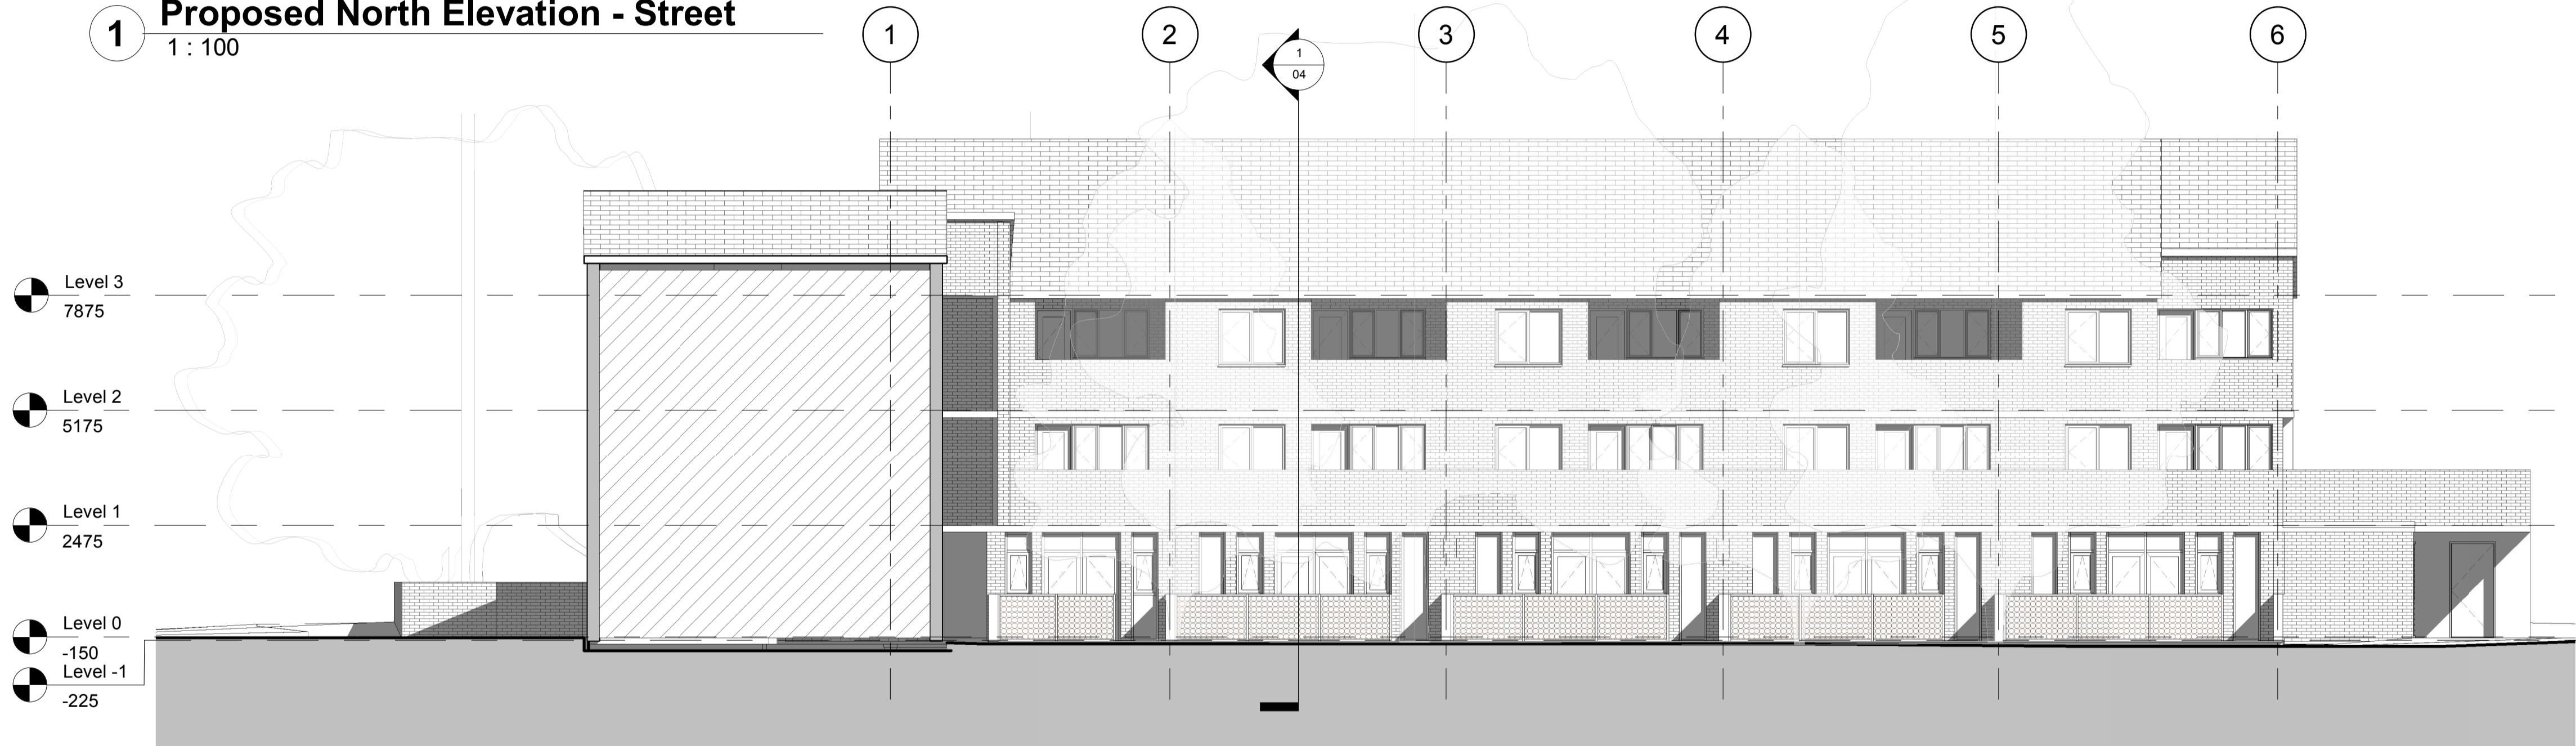 1 Proposed North Elevation - Street
1 : 100
1 2 3 4 5 6
1
04
Level 3
7875
Level 2
5175
Level 1
2475
Level 0
-150
Level -1
-225